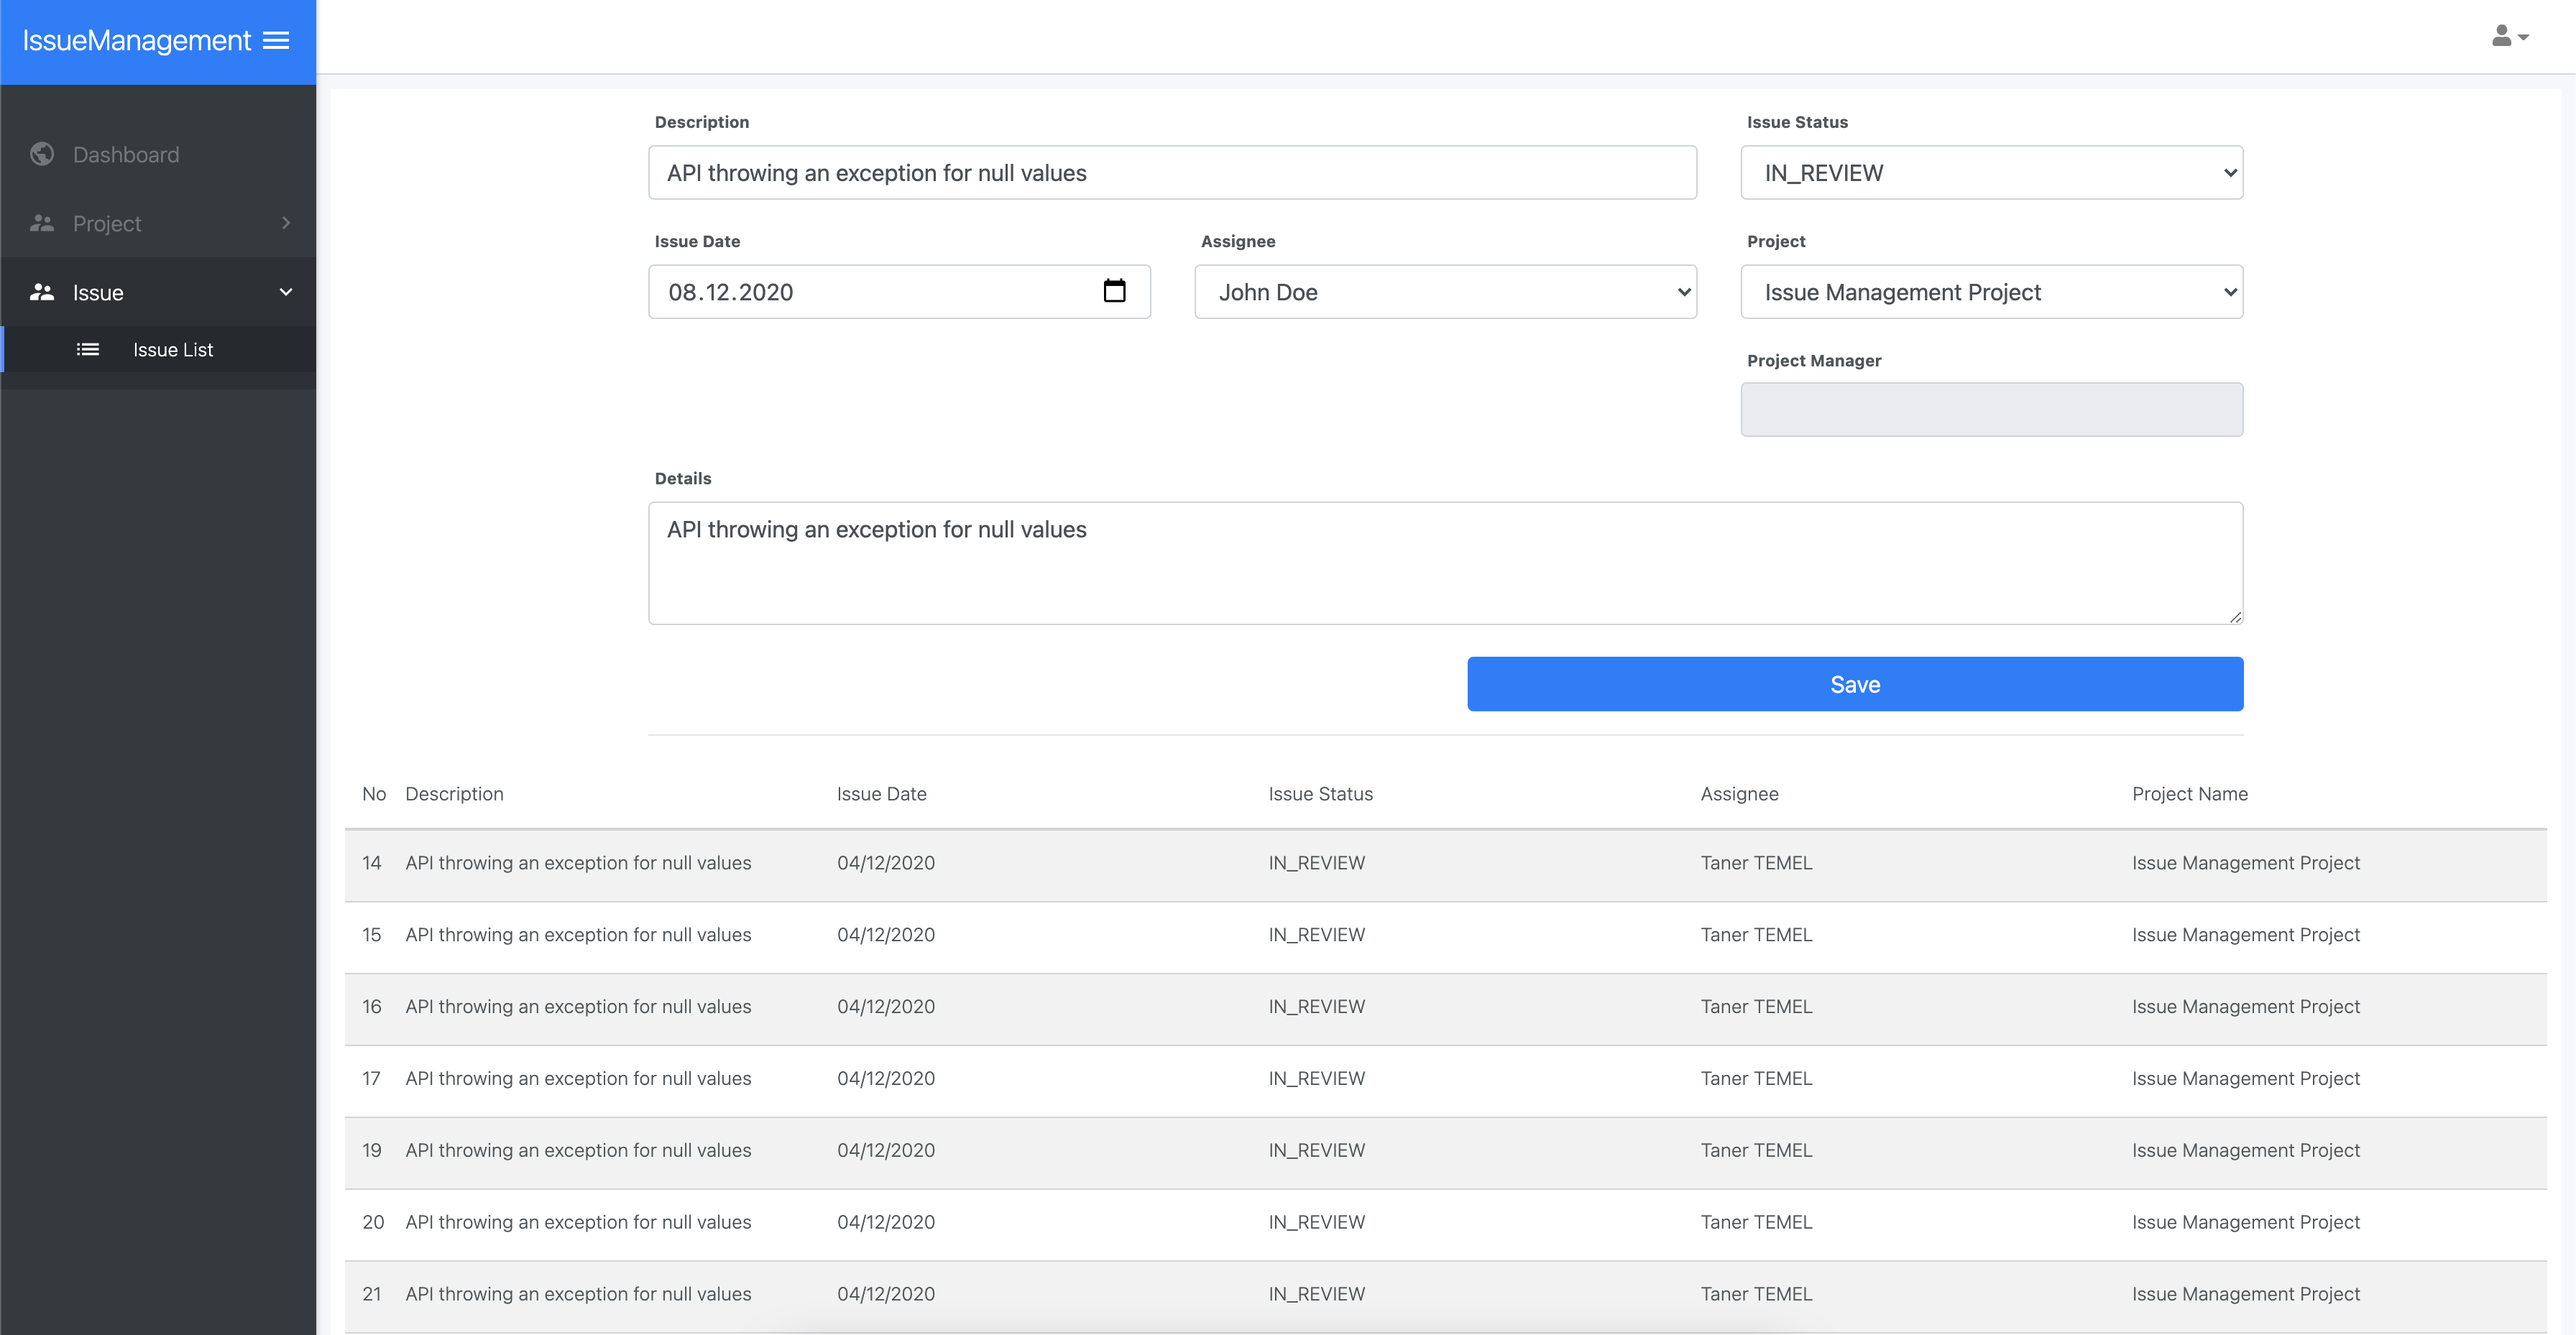 IssueManagement
Dashboard
Project
Issue
Issue List
Description
Issue Status
API throwing an exception for null values
IN_REVIEW
Issue Date
Assignee
Project
08.12.2020
John Doe
Issue Management Project
Project Manager
Details
API throwing an exception for null values
Save
No Description Issue Date Issue Status Assignee Project Name
14 API throwing an exception for null values 04/12/2020 IN_REVIEW Taner TEMEL Issue Management Project
15 API throwing an exception for null values 04/12/2020 IN_REVIEW Taner TEMEL Issue Management Project
16 API throwing an exception for null values 04/12/2020 IN_REVIEW Taner TEMEL Issue Management Project
17 API throwing an exception for null values 04/12/2020 IN_REVIEW Taner TEMEL Issue Management Project
19 API throwing an exception for null values 04/12/2020 IN_REVIEW Taner TEMEL Issue Management Project
20 API throwing an exception for null values 04/12/2020 IN_REVIEW Taner TEMEL Issue Management Project
21 API throwing an exception for null values 04/12/2020 IN_REVIEW Taner TEMEL Issue Management Project